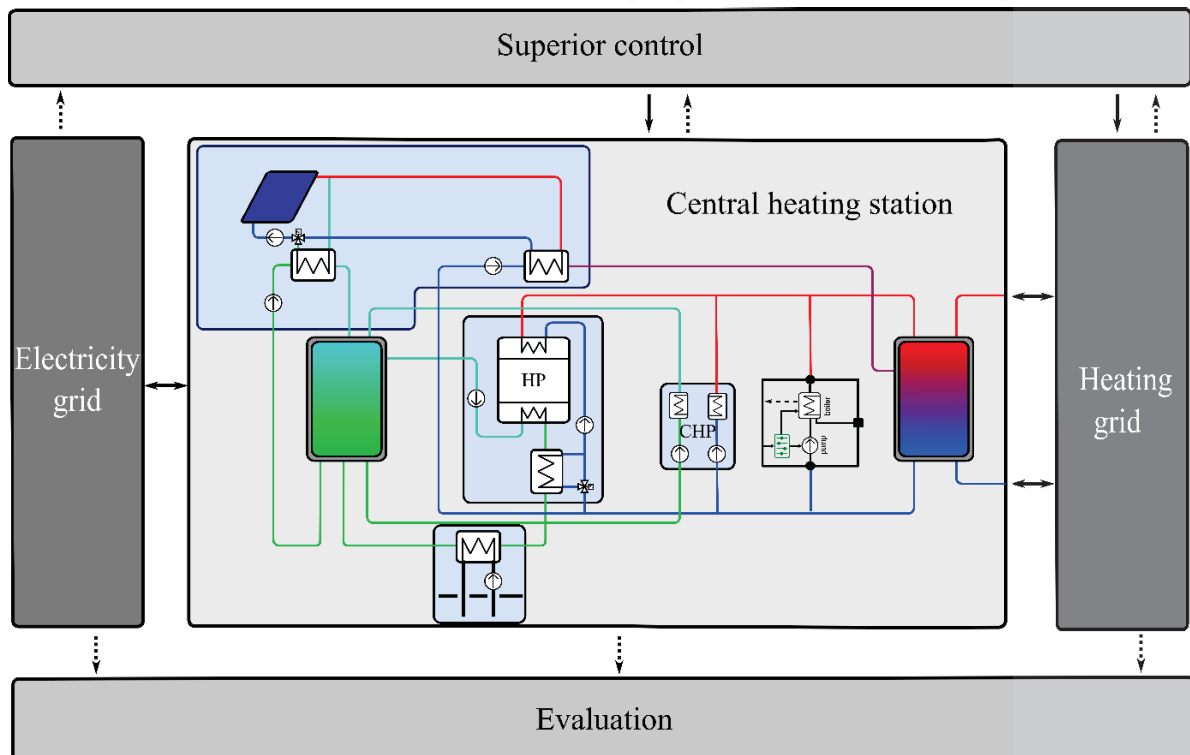 Superior control
Central heating station
Electricity
grid
HP
CHP
boiler
pump
Heating
grid
Evaluation